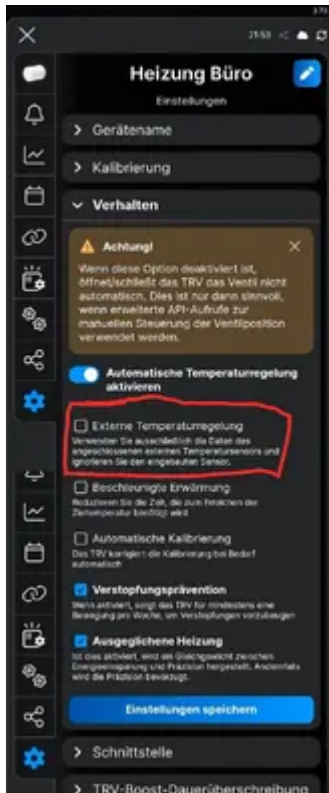 21:53
Heizung Büro
Einstellungen
Gerätename
Kalibrierung
Verhalten
Achtung!
Wenn diese Option deaktiviert ist,
öffnet/schließt das TRV das Ventil nicht
automatisch. Dies ist nur dann sinnvoll,
wenn erweiterte API-Aufrufe zur
manuellen Steuerung der Ventilposition
verwendet werden.
Automatische Temperaturregelung
aktivieren
Externe Temperaturregelung
Verwenden Sie ausschließlich die Daten des
angeschlossenen externen Temperatursensors und
ignorieren Sie den eingebauten Sensor.
Beschleunigte Erwärmung
Reduzieren Sie die Zeit, die zum Erreichen der
Zieltemperatur benötigt wird
Automatische Kalibrierung
Das TRV korrigiert die Kalibrierung bei Bedarf
automatisch
Verstopfungsprävention
Wenn aktiviert, sorgt das TRV für mindestens eine
Bewegung pro Woche, um Verstopfungen vorzubeugen
Ausgeglichene Heizung
Ist dies aktiviert, wird ein Gleichgewicht zwischen
Energieeinsparung und Präzision hergestellt. Andernfalls
wird die Präzision bevorzugt.
Einstellungen speichern
Schnittstelle
TRV-Boost-Dauerüberschreibung